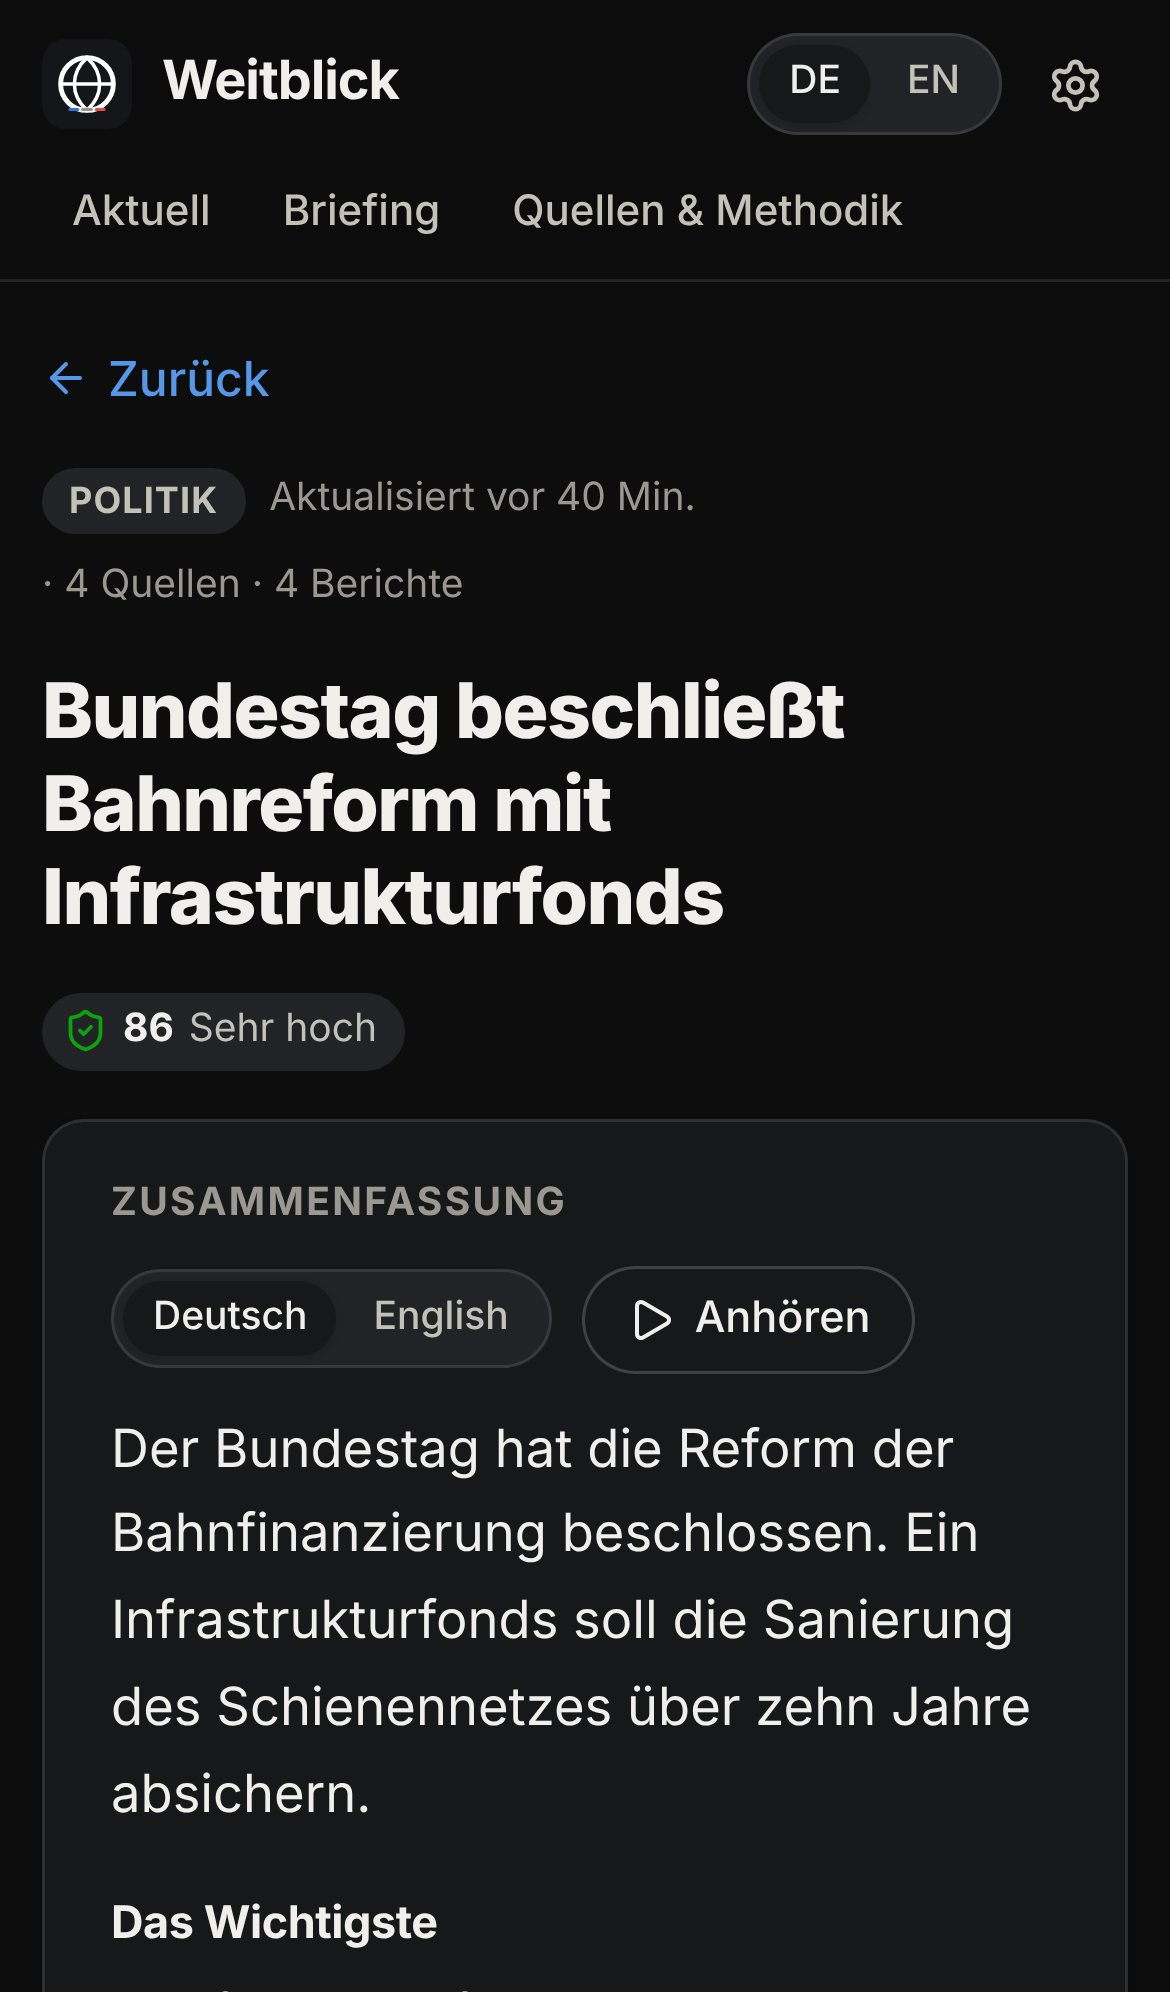 Weitblick
DE EN
Aktuell Briefing Quellen & Methodik
← Zurück
POLITIK Aktualisiert vor 40 Min.
· 4 Quellen · 4 Berichte
Bundestag beschließt
Bahnreform mit
Infrastrukturfonds
86 Sehr hoch
ZUSAMMENFASSUNG
Deutsch English Anhören
Der Bundestag hat die Reform der
Bahnfinanzierung beschlossen. Ein
Infrastrukturfonds soll die Sanierung
des Schienennetzes über zehn Jahre
absichern.
Das Wichtigste